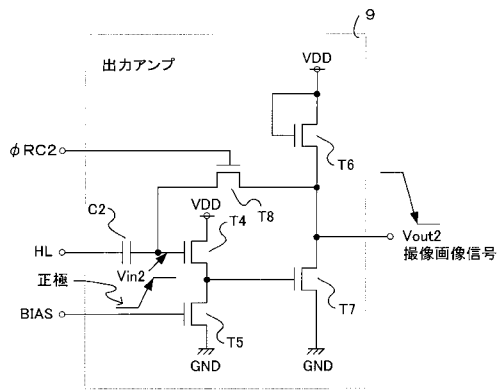 9
出力アンプ
VDD
φRC2
T6
C2
VDD
T4
T8
HL
Vin2
Vout2
撮像画像信号
正極
T7
BIAS
T5
GND
GND